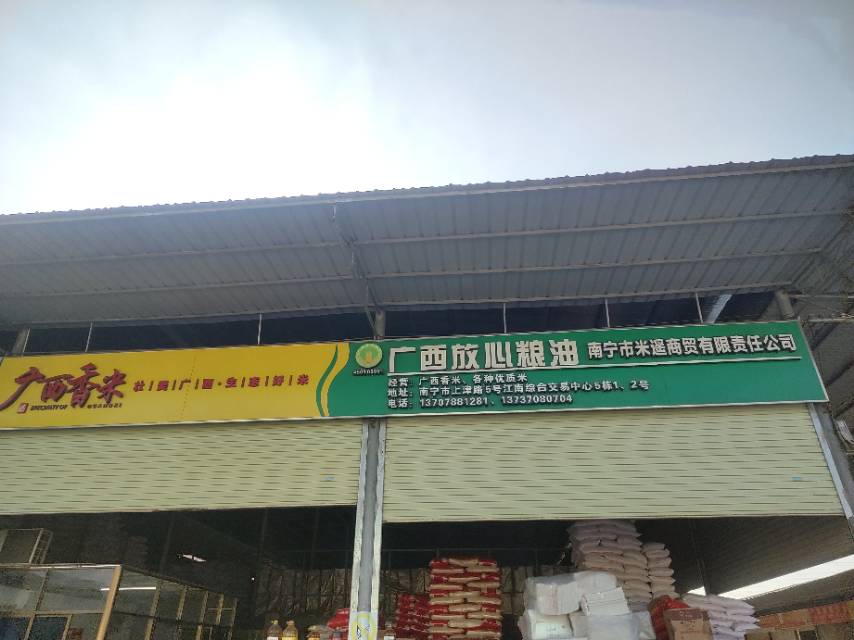 广西香米
壮美广西·生态好米
广西放心粮油 南宁市米遥商贸有限责任公司
经营：广西香米、各种优质米
地址：南宁市上津路5号江南综合交易中心5栋1、2号
电话：13707881281、13737080704